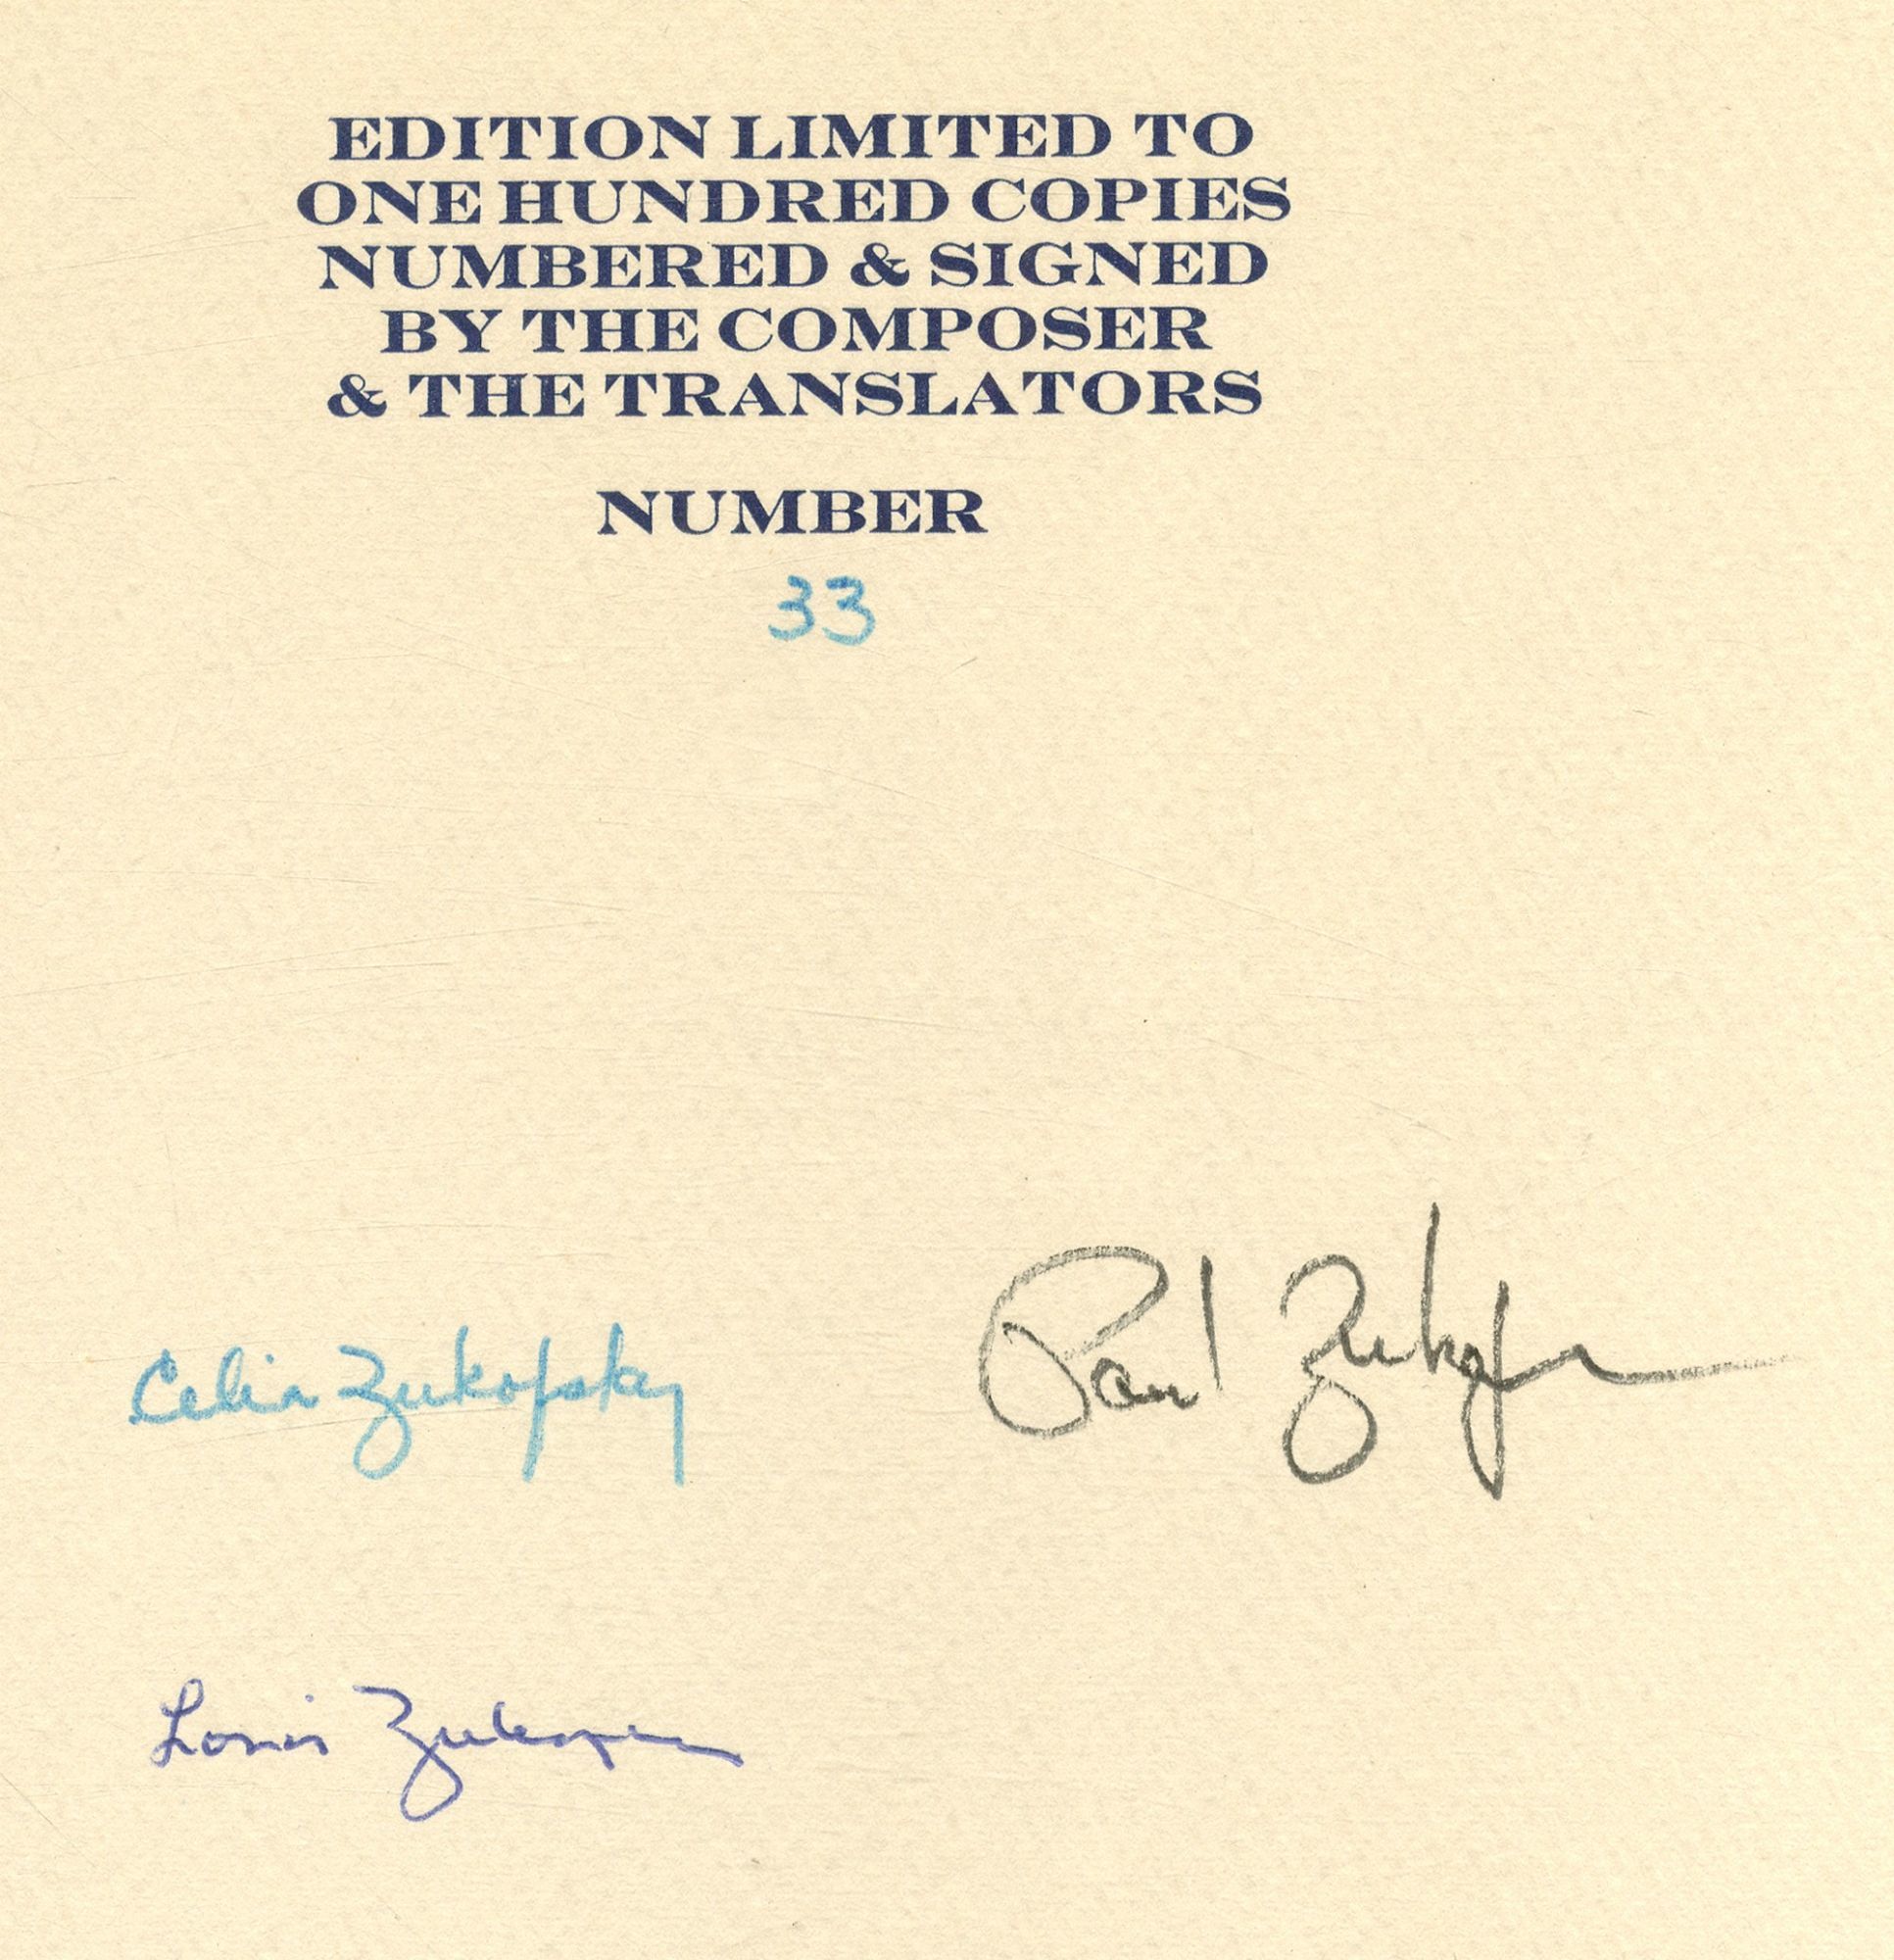 EDITION LIMITED TO
ONE HUNDRED COPIES
NUMBERED & SIGNED
BY THE COMPOSER
& THE TRANSLATORS
NUMBER
33
Celia Zukofsky
Paul Zukofsky
Louis Zukofsky